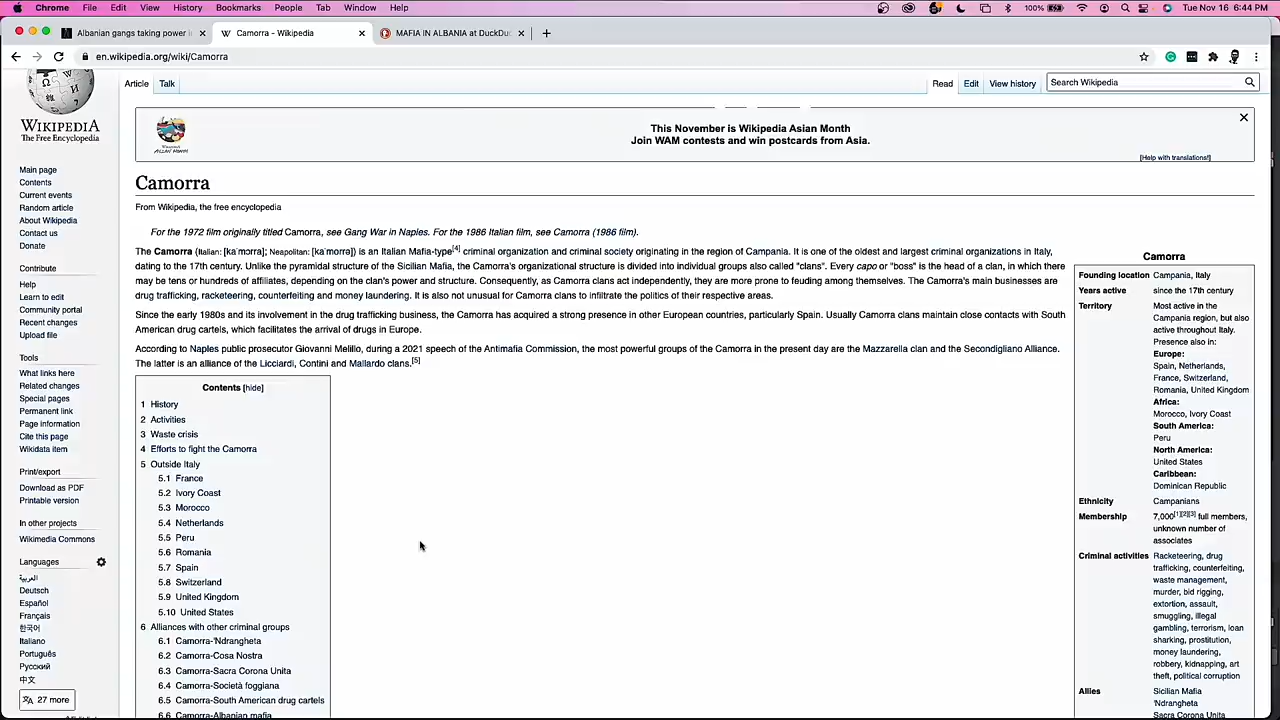 Chrome File Edit View History Bookmarks People Tab Window Help 100% Tue Nov 16 6:44 PM
Albanian gangs taking power i
Camorra - Wikipedia
MAFIA IN ALBANIA at DuckDuc
en.wikipedia.org/wiki/Camorra
WIKIPEDIA
The Free Encyclopedia
Main page
Contents
Current events
Random article
About Wikipedia
Contact us
Donate
Contribute
Help
Learn to edit
Community portal
Recent changes
Upload file
Tools
What links here
Related changes
Special pages
Permanent link
Page information
Cite this page
Wikidata item
Print/export
Download as PDF
Printable version
In other projects
Wikimedia Commons
Languages
العربية
Deutsch
Español
Français
한국어
Italiano
Português
Русский
中文
27 more
Article Talk Read Edit View history Search Wikipedia
This November is Wikipedia Asian Month
Join WAM contests and win postcards from Asia.
[Help with translations!]
Camorra
From Wikipedia, the free encyclopedia
For the 1972 film originally titled Camorra, see Gang War in Naples. For the 1986 Italian film, see Camorra (1986 film).
The Camorra (Italian: [kaˈmɔrra]; Neapolitan: [kaˈmorrə]) is an Italian Mafia-type[4] criminal organization and criminal society originating in the region of Campania. It is one of the oldest and largest criminal organizations in Italy,
dating to the 17th century. Unlike the pyramidal structure of the Sicilian Mafia, the Camorra's organizational structure is divided into individual groups also called "clans". Every capo or "boss" is the head of a clan, in which there
may be tens or hundreds of affiliates, depending on the clan's power and structure. Consequently, as Camorra clans act independently, they are more prone to feuding among themselves. The Camorra's main businesses are
drug trafficking, racketeering, counterfeiting and money laundering. It is also not unusual for Camorra clans to infiltrate the politics of their respective areas.
Since the early 1980s and its involvement in the drug trafficking business, the Camorra has acquired a strong presence in other European countries, particularly Spain. Usually Camorra clans maintain close contacts with South
American drug cartels, which facilitates the arrival of drugs in Europe.
According to Naples public prosecutor Giovanni Melillo, during a 2021 speech of the Antimafia Commission, the most powerful groups of the Camorra in the present day are the Mazzarella clan and the Secondigliano Alliance.
The latter is an alliance of the Licciardi, Contini and Mallardo clans.[5]
Contents [hide]
1 History
2 Activities
3 Waste crisis
4 Efforts to fight the Camorra
5 Outside Italy
5.1 France
5.2 Ivory Coast
5.3 Morocco
5.4 Netherlands
5.5 Peru
5.6 Romania
5.7 Spain
5.8 Switzerland
5.9 United Kingdom
5.10 United States
6 Alliances with other criminal groups
6.1 Camorra-'Ndrangheta
6.2 Camorra-Cosa Nostra
6.3 Camorra-Sacra Corona Unita
6.4 Camorra-Società foggiana
6.5 Camorra-South American drug cartels
6.6 Camorra-Albanian mafia
Camorra
Founding location Campania, Italy
Years active since the 17th century
Territory Most active in the
Campania region, but also
active throughout Italy.
Presence also in:
Europe:
Spain, Netherlands,
France, Switzerland,
Romania, United Kingdom
Africa:
Morocco, Ivory Coast
South America:
Peru
North America:
United States
Caribbean:
Dominican Republic
Ethnicity Campanians
Membership 7,000[1][2][3] full members,
unknown number of
associates
Criminal activities Racketeering, drug
trafficking, counterfeiting,
waste management,
murder, bid rigging,
extortion, assault,
smuggling, illegal
gambling, terrorism, loan
sharking, prostitution,
money laundering,
robbery, kidnapping, art
theft, political corruption
Allies Sicilian Mafia
'Ndrangheta
Sacra Corona Unita